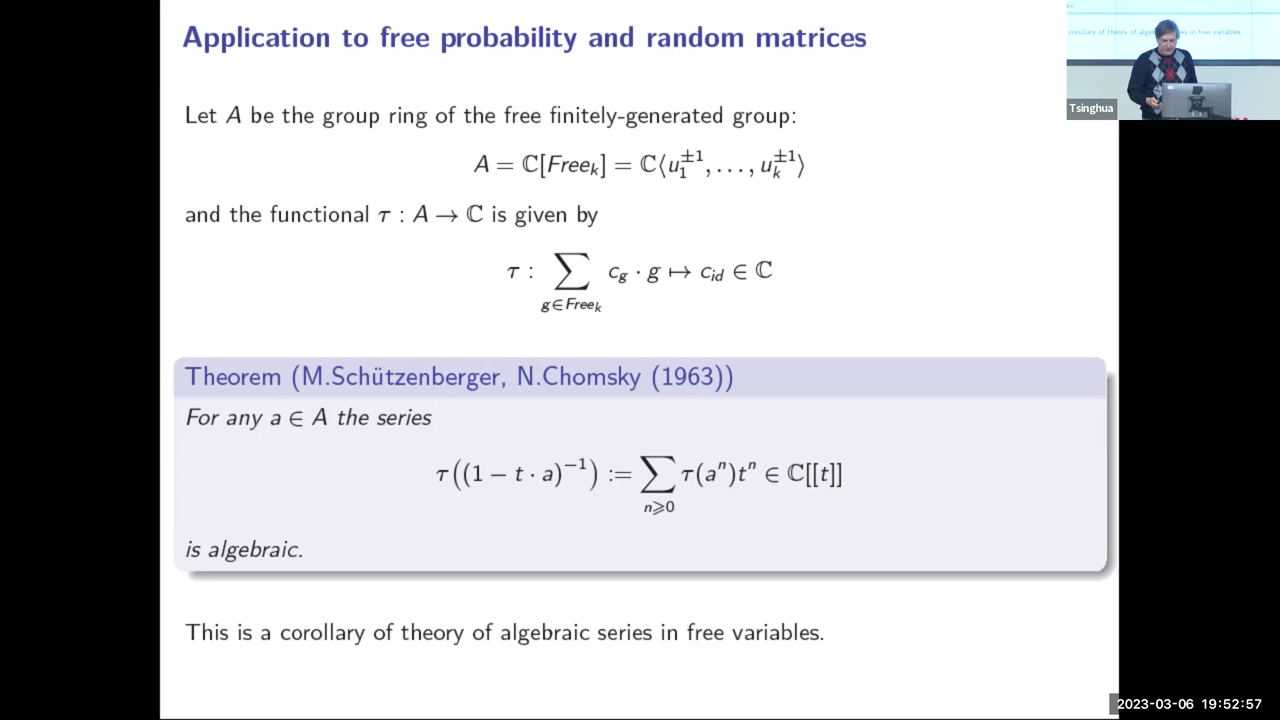 Application to free probability and random matrices
Let A be the group ring of the free finitely-generated group:
A = ℂ[Free_k] = ℂ⟨u_1^{±1}, . . . , u_k^{±1}⟩
and the functional τ : A → ℂ is given by
τ : ∑_{g∈Free_k} c_g · g ↦ c_{id} ∈ ℂ
Theorem (M.Schützenberger, N.Chomsky (1963))
For any a ∈ A the series
τ((1 − t · a)^{−1}) := ∑_{n⩾0} τ(a^n)t^n ∈ ℂ[[t]]
is algebraic.
This is a corollary of theory of algebraic series in free variables.
Tsinghua
2023-03-06 19:52:57